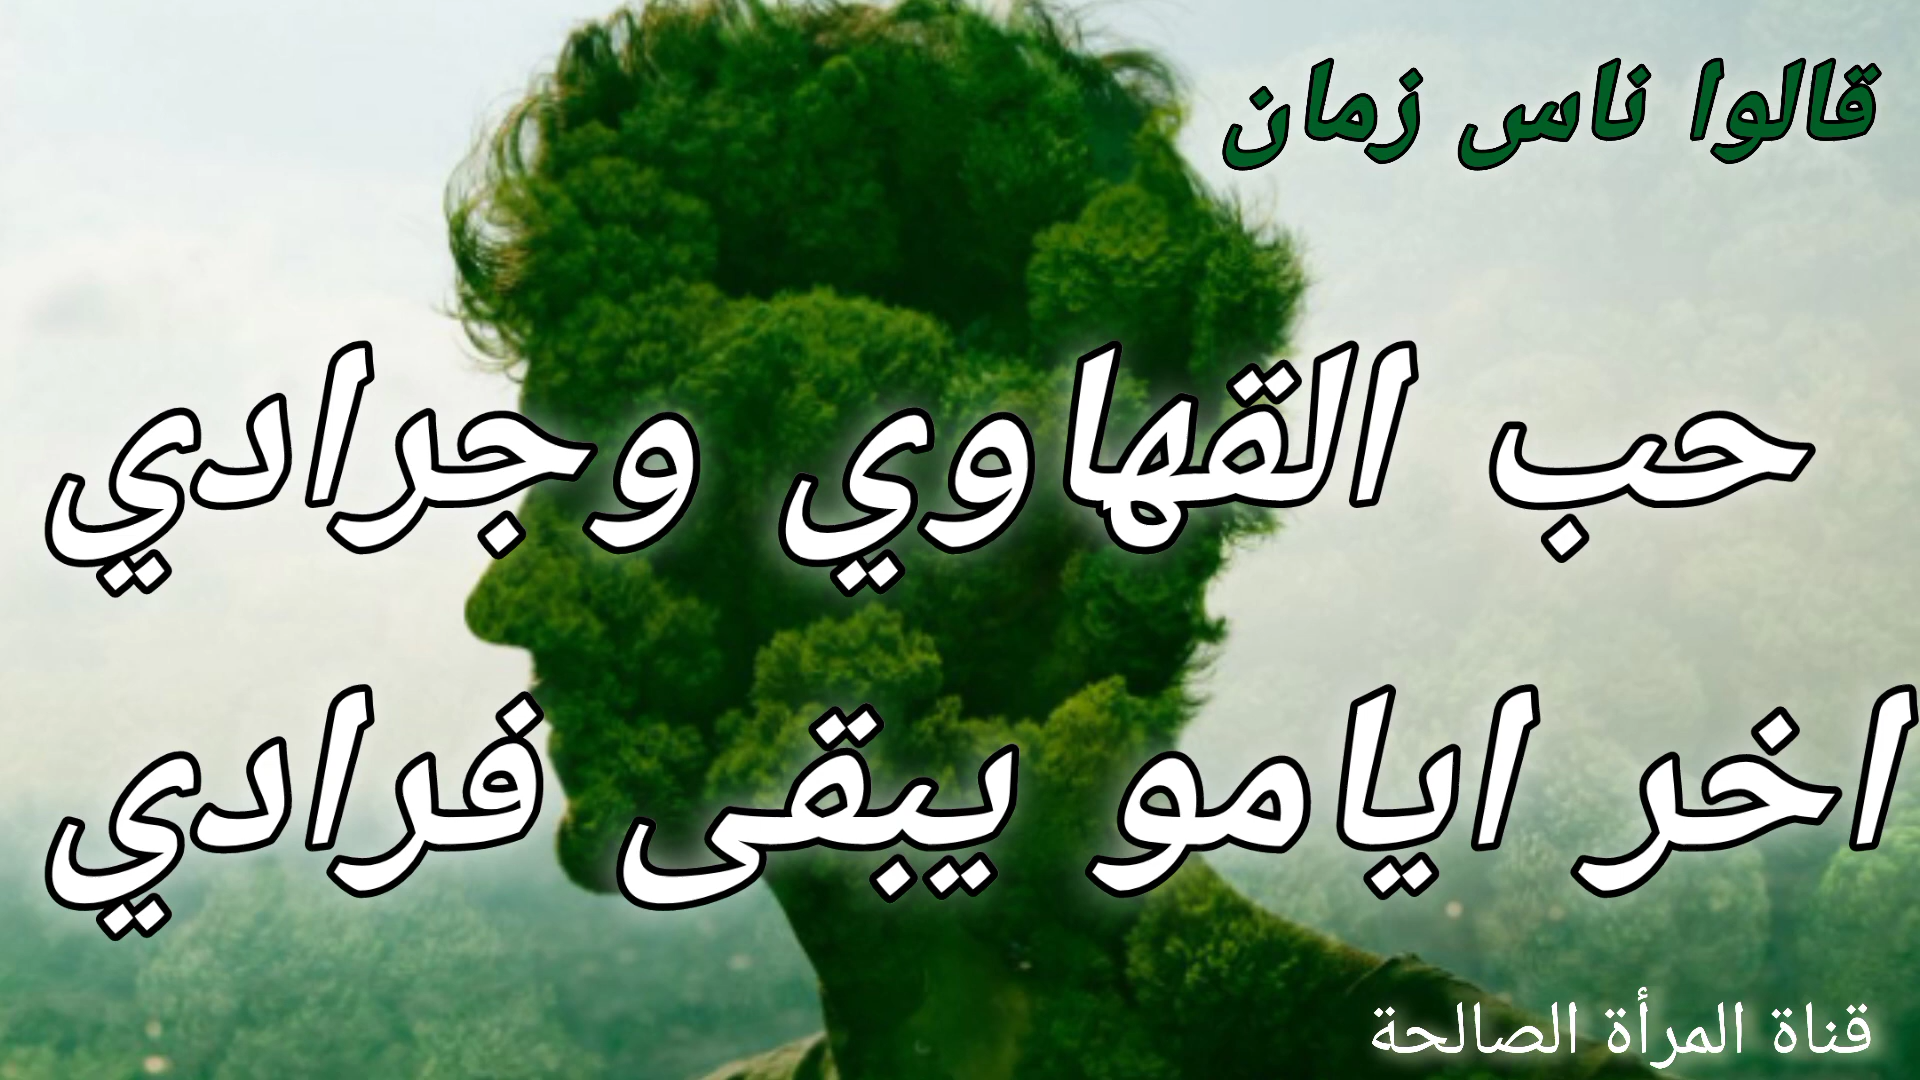 قالوا ناس زمان
حب القهاوي وجرادي
اخر ايامو يبقى فرادي
قناة المرأة الصالحة